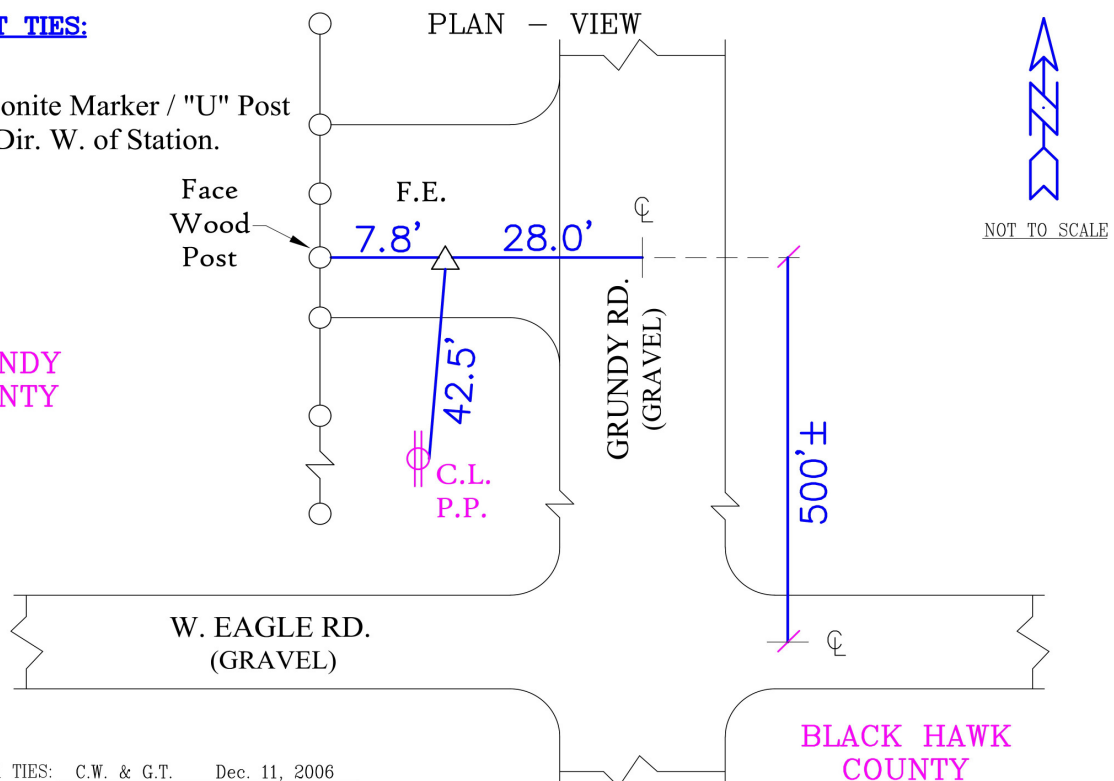 T TIES:
PLAN - VIEW
onite Marker / "U" Post
Dir. W. of Station.
Face
Wood
Post
F.E.
7.8'
28.0'
℄
NOT TO SCALE
NDY
NTY
42.5'
GRUNDY RD.
(GRAVEL)
500'±
C.L.
P.P.
W. EAGLE RD.
(GRAVEL)
℄
BLACK HAWK
COUNTY
TIES: C.W. & G.T. Dec. 11, 2006